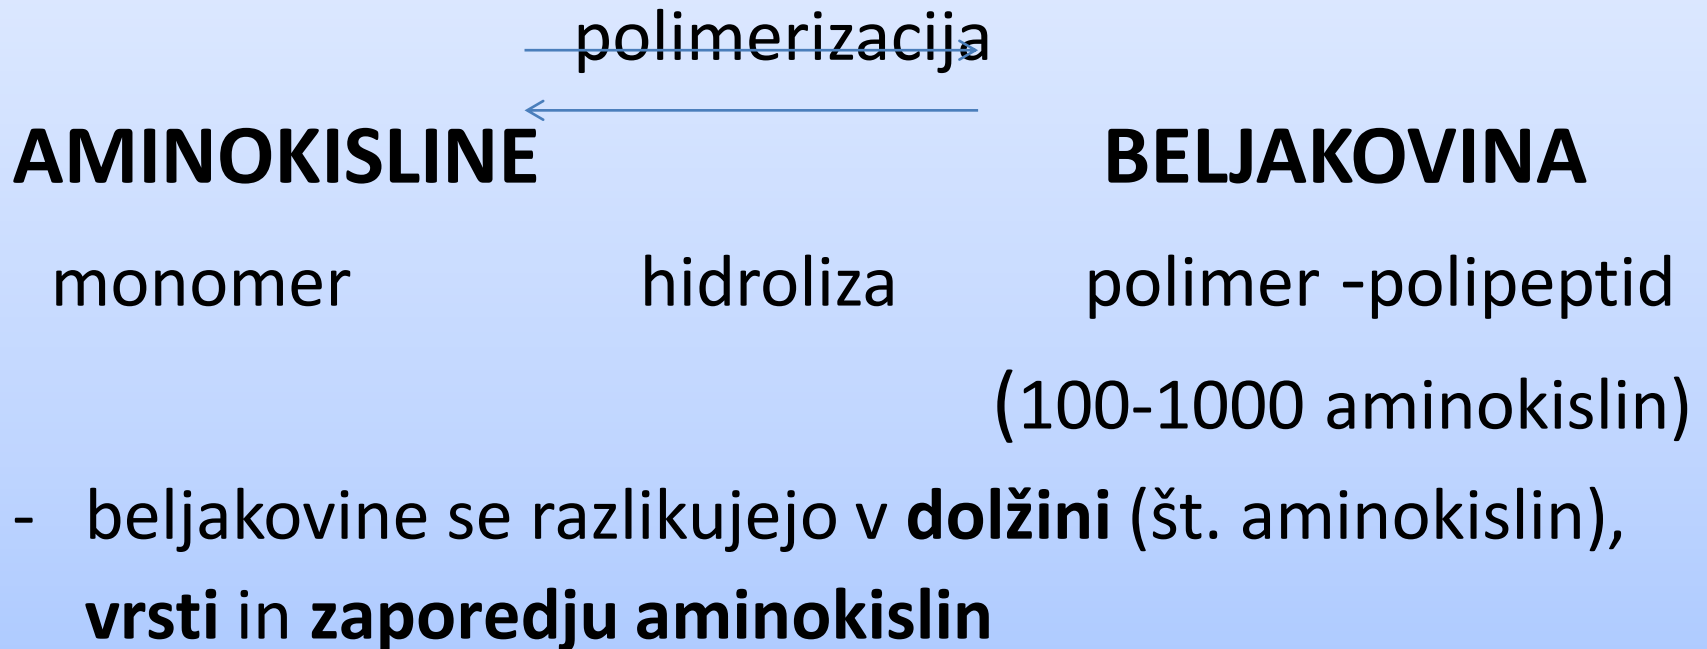 polimerizacija
AMINOKISLINE BELJAKOVINA
monomer hidroliza polimer -polipeptid
(100-1000 aminokislin)
- beljakovine se razlikujejo v dolžini (št. aminokislin),
vrsti in zaporedju aminokislin